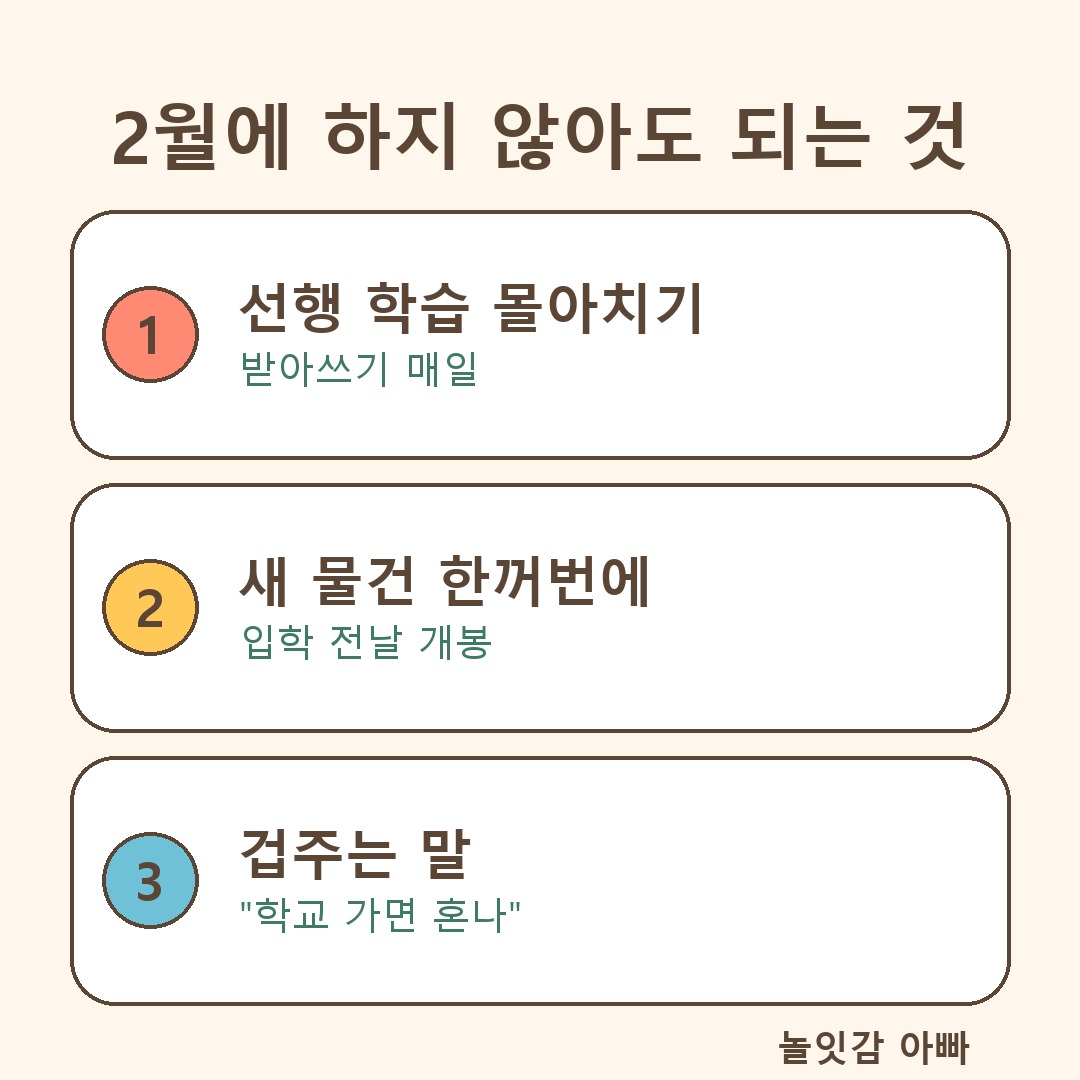 2월에 하지 않아도 되는 것
1
선행 학습 몰아치기
받아쓰기 매일
2
새 물건 한꺼번에
입학 전날 개봉
3
겁주는 말
"학교 가면 혼나"
놀잇감 아빠